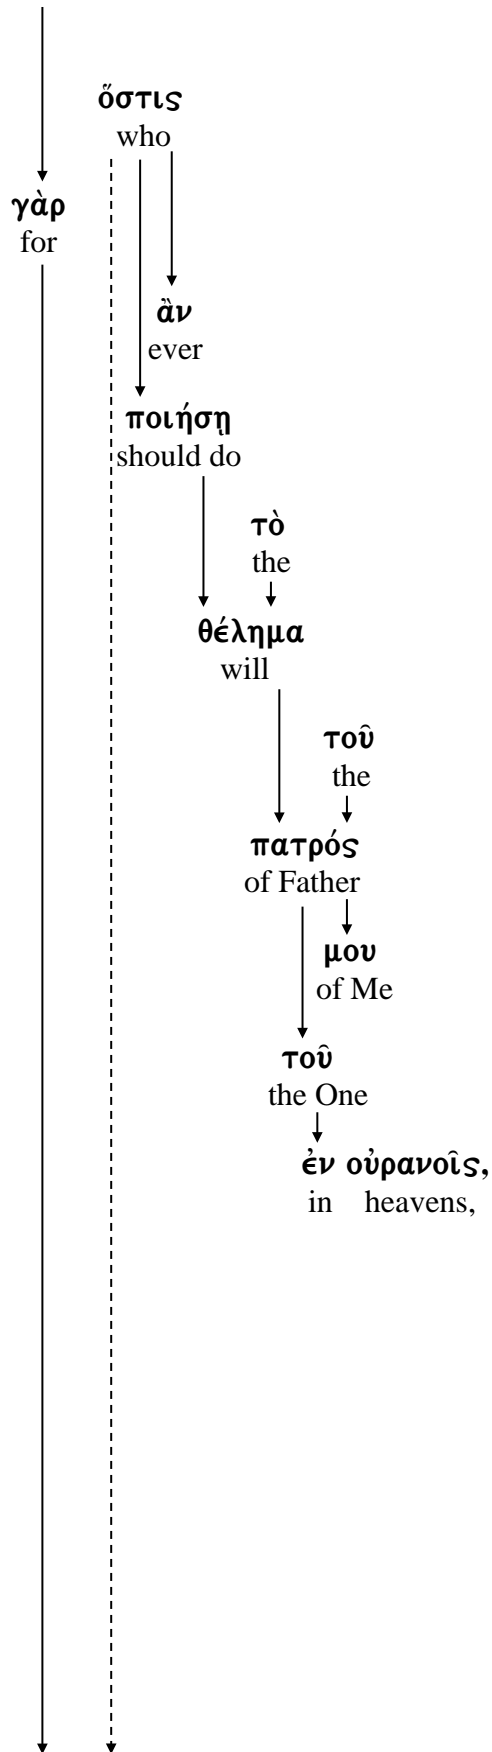 ὅστις
who
γὰρ
for
ἂν
ever
ποιήσῃ
should do
τὸ
the
θέλημα
will
τοῦ
the
πατρός
of Father
μου
of Me
τοῦ
the One
ἐν οὐρανοῖς,
in heavens,